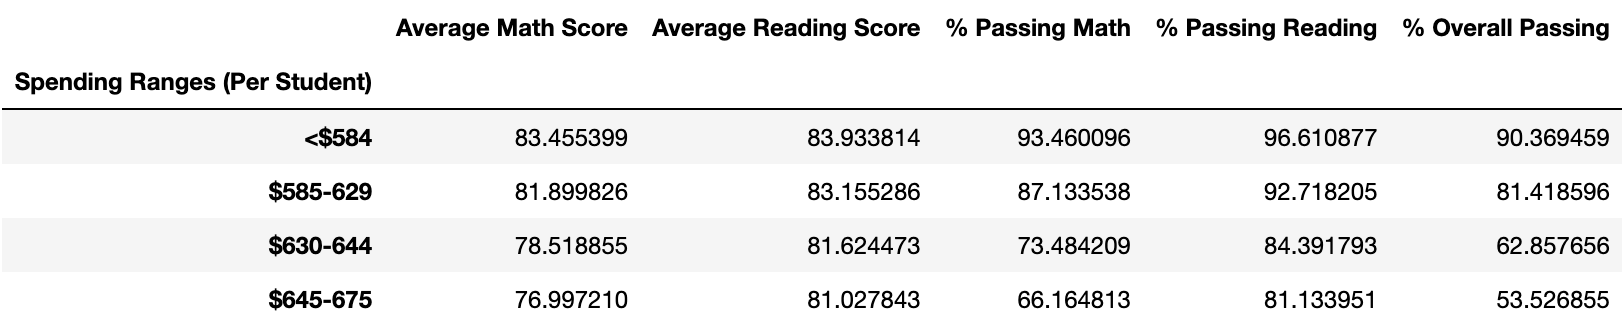 Average Math Score Average Reading Score % Passing Math % Passing Reading % Overall Passing
Spending Ranges (Per Student)
<$584 83.455399 83.933814 93.460096 96.610877 90.369459
$585-629 81.899826 83.155286 87.133538 92.718205 81.418596
$630-644 78.518855 81.624473 73.484209 84.391793 62.857656
$645-675 76.997210 81.027843 66.164813 81.133951 53.526855